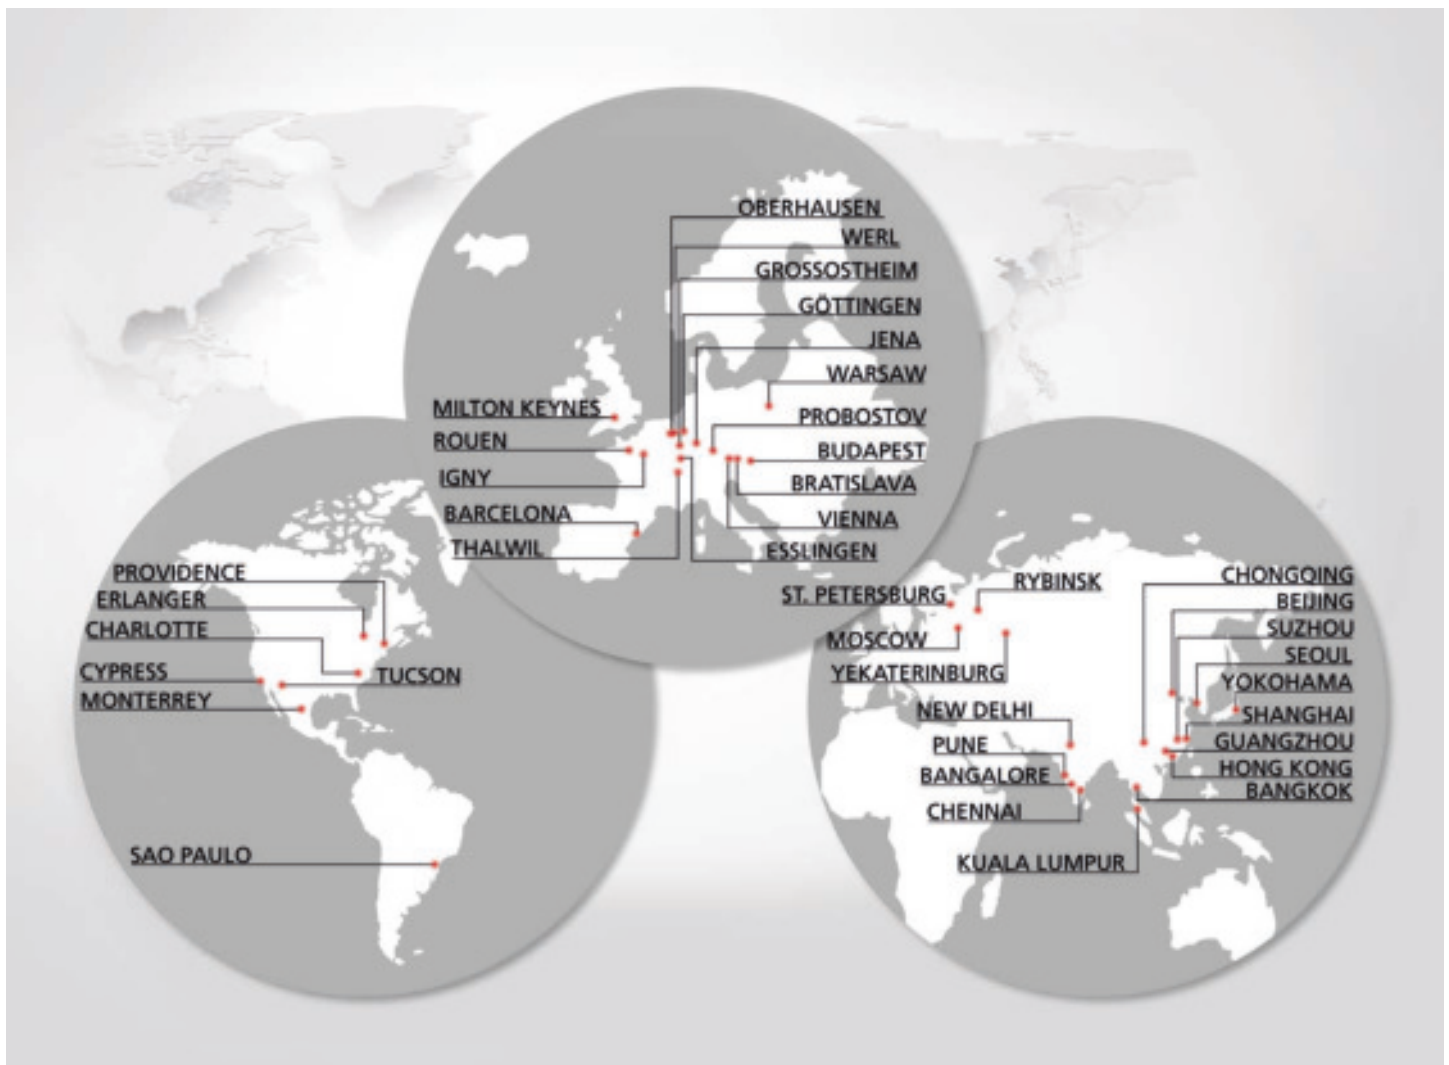 OBERHAUSEN
WERL
GROSSOSTHEIM
GÖTTINGEN
JENA
WARSAW
PROBOSTOV
BUDAPEST
BRATISLAVA
VIENNA
ESSLINGEN
MILTON KEYNES
ROUEN
IGNY
BARCELONA
THALWIL
PROVIDENCE
ERLANGER
CHARLOTTE
CYPRESS
TUCSON
MONTERREY
SAO PAULO
ST. PETERSBURG
RYBINSK
MOSCOW
YEKATERINBURG
NEW DELHI
PUNE
BANGALORE
CHENNAI
KUALA LUMPUR
CHONGQING
BEIJING
SUZHOU
SEOUL
YOKOHAMA
SHANGHAI
GUANGZHOU
HONG KONG
BANGKOK